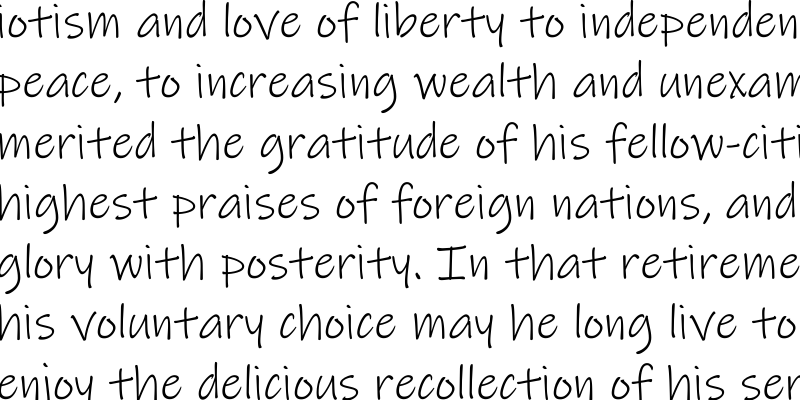 iotism and love of liberty to independen
peace, to increasing wealth and unexam
merited the gratitude of his fellow-citi
highest praises of foreign nations, and
glory with posterity. In that retireme
his voluntary choice may he long live to
enjoy the delicious recollection of his ser